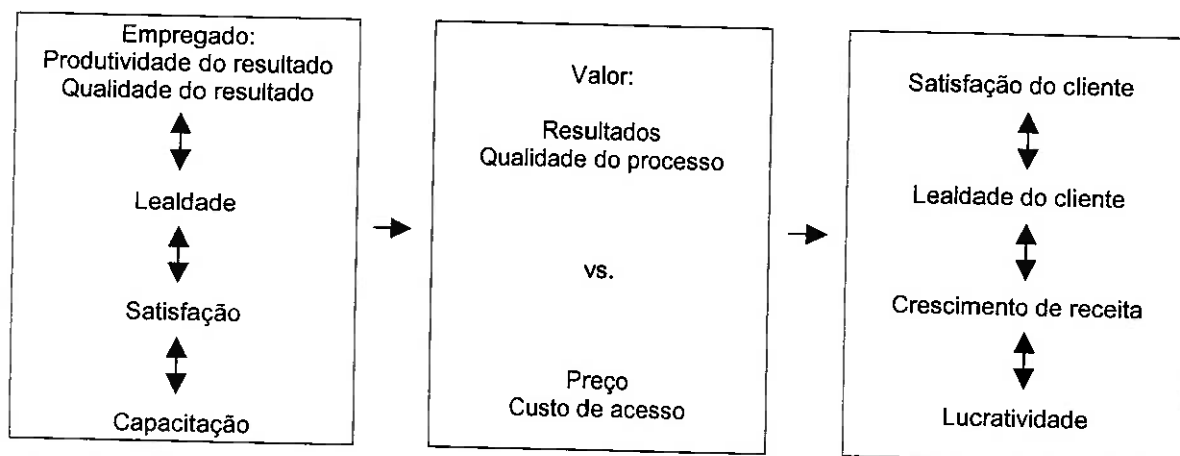 Empregado:
Produtividade do resultado
Qualidade do resultado
Lealdade
Satisfação
Capacitação
Valor:
Resultados
Qualidade do processo
vs.
Preço
Custo de acesso
Satisfação do cliente
Lealdade do cliente
Crescimento de receita
Lucratividade